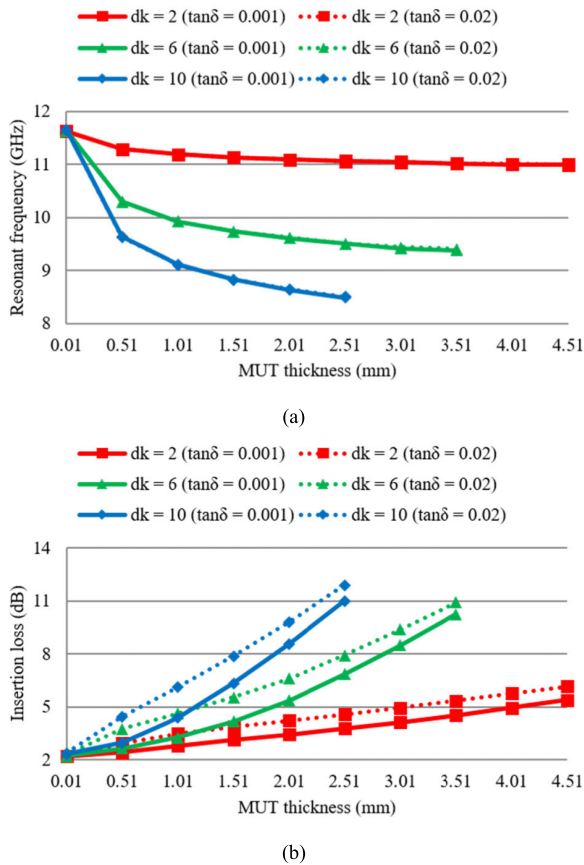 dk = 2 (tanδ = 0.001) dk = 2 (tanδ = 0.02)
dk = 6 (tanδ = 0.001) dk = 6 (tanδ = 0.02)
dk = 10 (tanδ = 0.001) dk = 10 (tanδ = 0.02)
12
11
10
9
8
Resonant frequency (GHz)
0.01 0.51 1.01 1.51 2.01 2.51 3.01 3.51 4.01 4.51
MUT thickness (mm)
(a)
dk = 2 (tanδ = 0.001) dk = 2 (tanδ = 0.02)
dk = 6 (tanδ = 0.001) dk = 6 (tanδ = 0.02)
dk = 10 (tanδ = 0.001) dk = 10 (tanδ = 0.02)
14
11
8
5
2
Insertion loss (dB)
0.01 0.51 1.01 1.51 2.01 2.51 3.01 3.51 4.01 4.51
MUT thickness (mm)
(b)